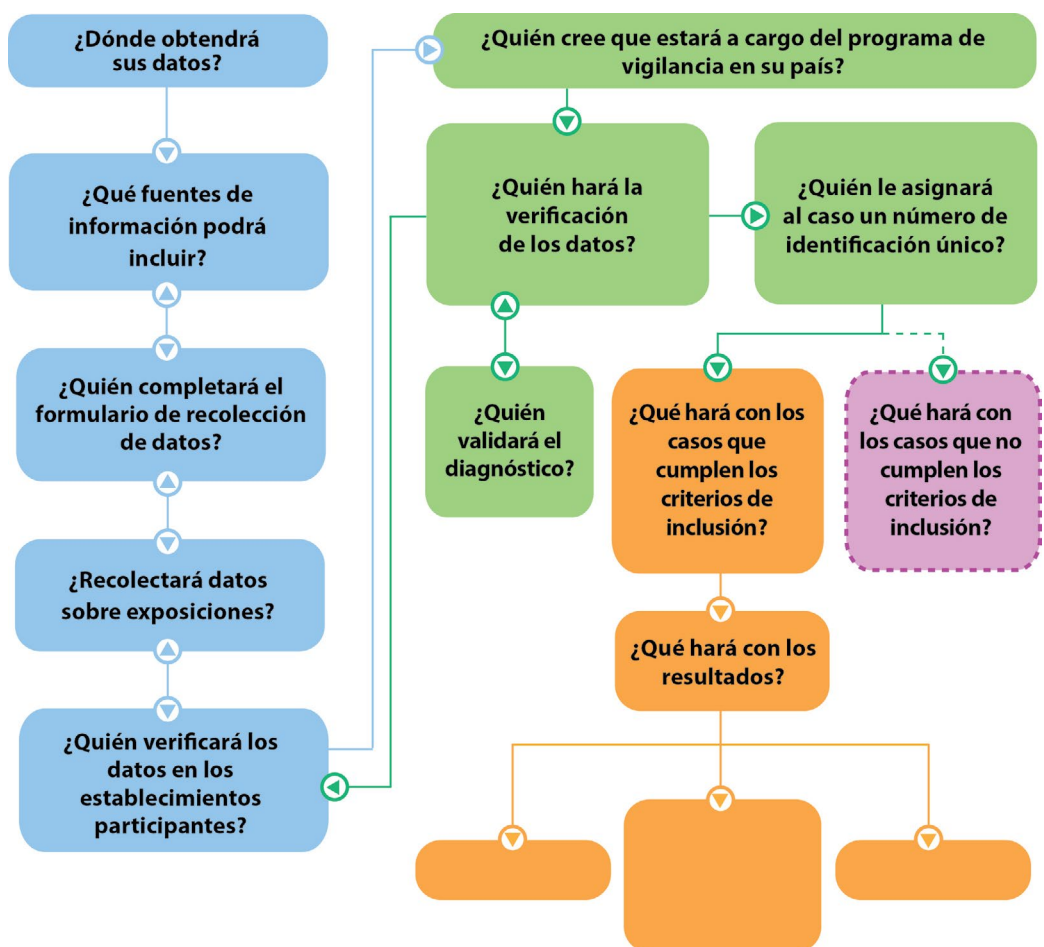 ¿Dónde obtendrá
sus datos?
¿Qué fuentes de
información podrá
incluir?
¿Quién completará el
formulario de recolección
de datos?
¿Recolectará datos
sobre exposiciones?
¿Quién verificará los
datos en los
establecimientos
participantes?
¿Quién cree que estará a cargo del programa de
vigilancia en su país?
¿Quién hará la
verificación
de los datos?
¿Quién le asignará
al caso un número de
identificación único?
¿Quién
validará el
diagnóstico?
¿Qué hará con los
casos que
cumplen los
criterios de
inclusión?
¿Qué hará con
los casos que no
cumplen los
criterios de
inclusión?
¿Qué hará con los
resultados?